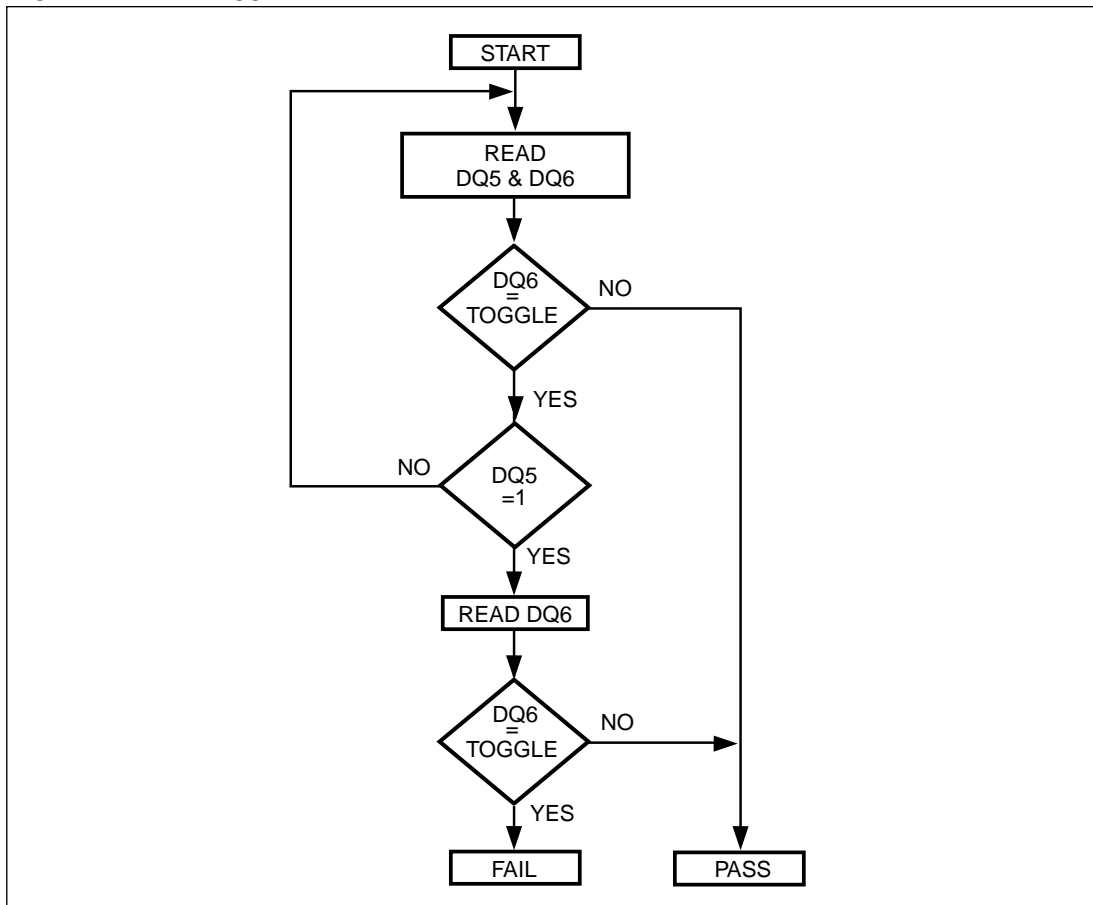 START
READ
DQ5 & DQ6
DQ6
=
TOGGLE
NO
YES
NO
DQ5
=1
YES
READ DQ6
DQ6
=
TOGGLE
NO
YES
FAIL
PASS